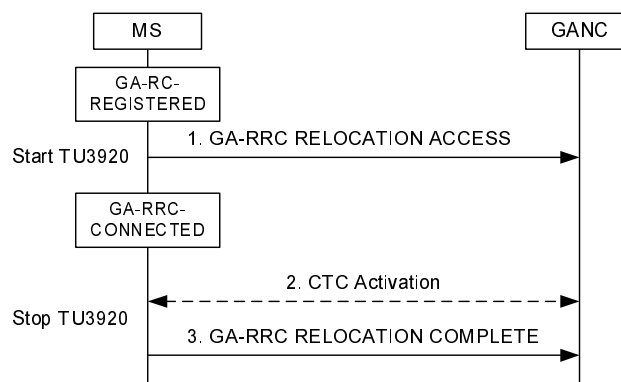 MS
GANC
GA-RC-
REGISTERED
1. GA-RRC RELOCATION ACCESS
Start TU3920
GA-RRC-
CONNECTED
2. CTC Activation
Stop TU3920
3. GA-RRC RELOCATION COMPLETE